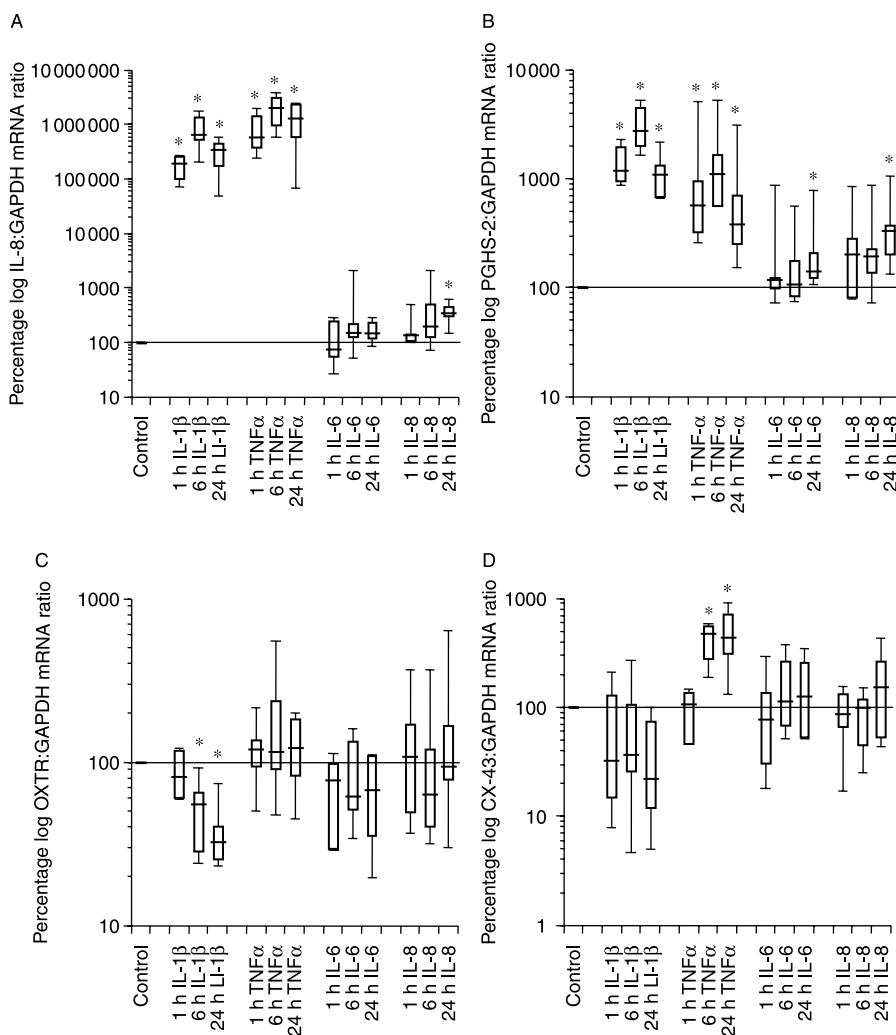 A
Percentage log IL-8:GAPDH mRNA ratio
10 000 000
1 000 000
100 000
10 000
1000
100
10
* * * * * * *
Control
1 h IL-1β
6 h IL-1β
24 h LI-1β
1 h TNFα
6 h TNFα
24 h TNFα
1 h IL-6
6 h IL-6
24 h IL-6
1 h IL-8
6 h IL-8
24 h IL-8
B
Percentage log PGHS-2:GAPDH mRNA ratio
10 000
1000
100
10
* * * * * * * *
Control
1 h IL-1β
6 h IL-1β
24 h LI-1β
1 h TNF-α
6 h TNF-α
24 h TNF-α
1 h IL-6
6 h IL-6
24 h IL-6
1 h IL-8
6 h IL-8
24 h IL-8
C
Percentage log OXTR:GAPDH mRNA ratio
1000
100
10
* *
Control
1 h IL-1β
6 h IL-1β
24 h LI-1β
1 h TNFα
6 h TNFα
24 h TNFα
1 h IL-6
6 h IL-6
24 h IL-6
1 h IL-8
6 h IL-8
24 h IL-8
D
Percentage log CX-43:GAPDH mRNA ratio
1000
100
10
1
* *
Control
1 h IL-1β
6 h IL-1β
24 h LI-1β
1 h TNFα
6 h TNFα
24 h TNFα
1 h IL-6
6 h IL-6
24 h IL-6
1 h IL-8
6 h IL-8
24 h IL-8